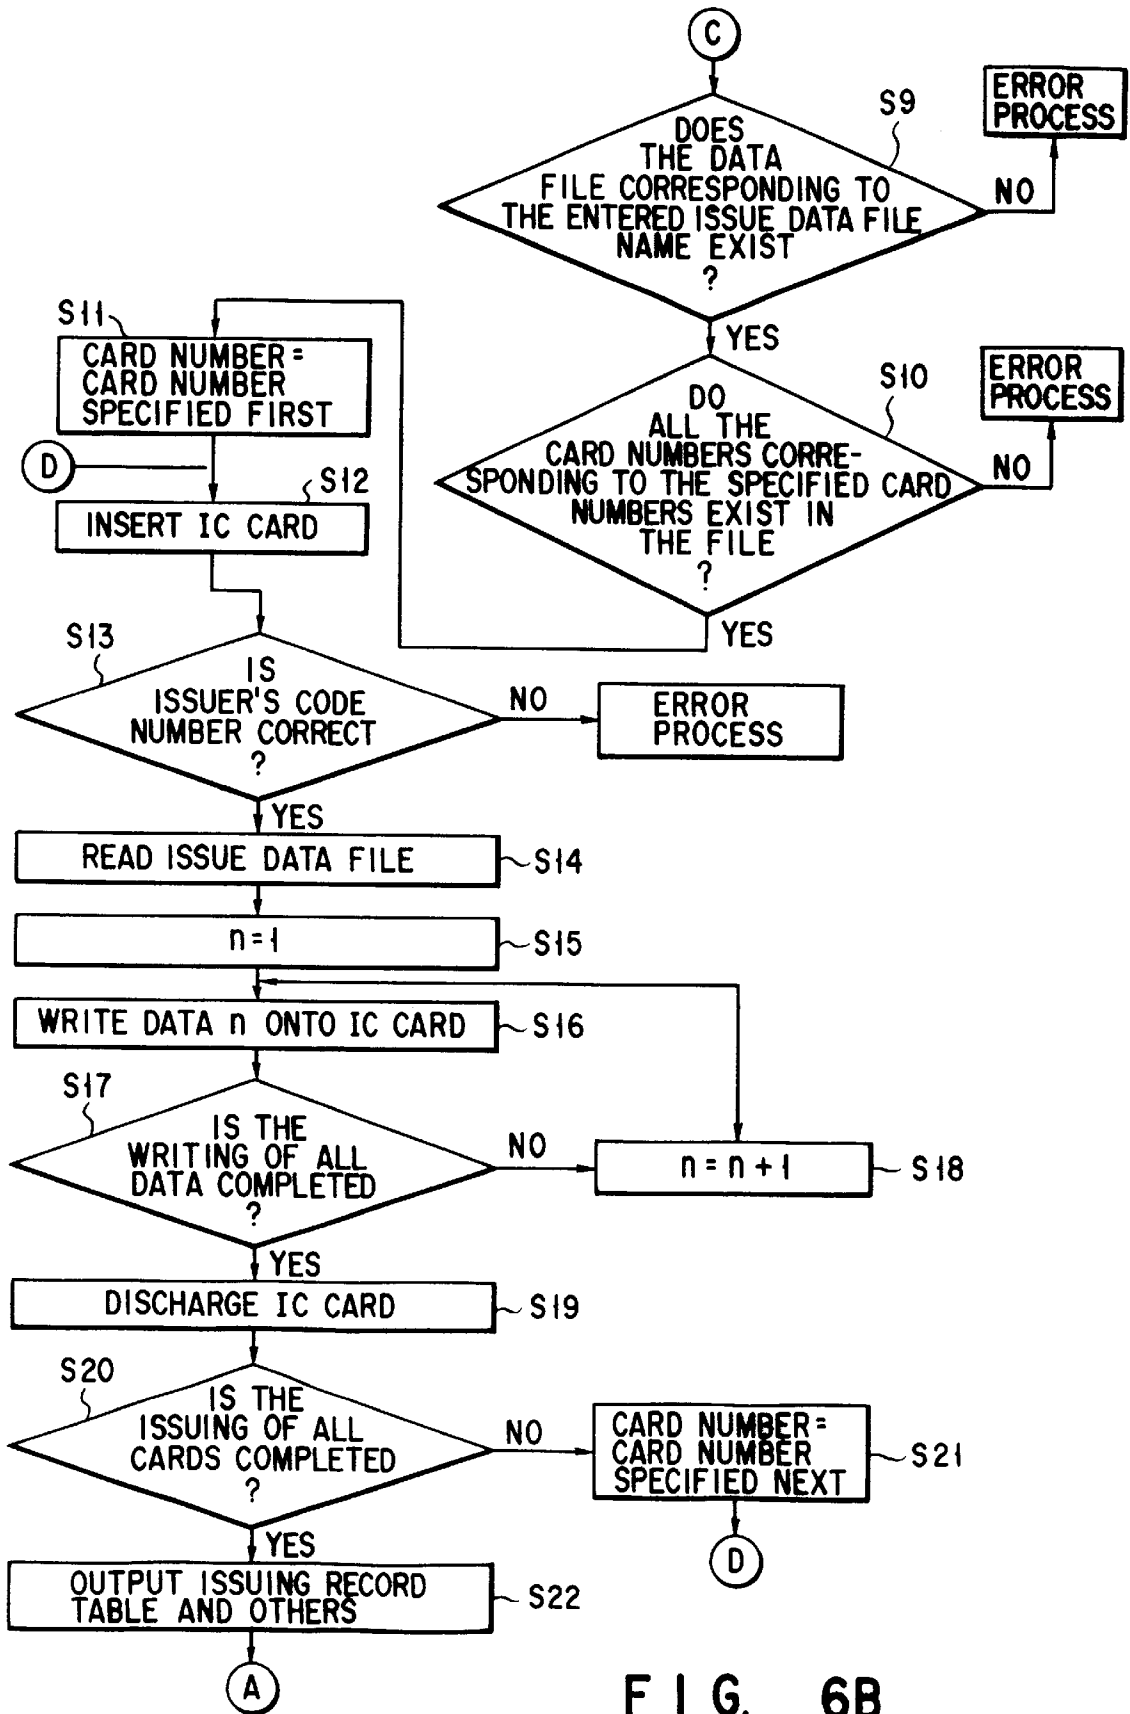 C
S9
DOES
THE DATA
FILE CORRESPONDING TO
THE ENTERED ISSUE DATA FILE
NAME EXIST
?
NO
ERROR
PROCESS
YES
S10
DO
ALL THE
CARD NUMBERS CORRE-
SPONDING TO THE SPECIFIED CARD
NUMBERS EXIST IN
THE FILE
?
NO
ERROR
PROCESS
YES
S11
CARD NUMBER=
CARD NUMBER
SPECIFIED FIRST
D
S12
INSERT IC CARD
S13
IS
ISSUER'S CODE
NUMBER CORRECT
?
NO
ERROR
PROCESS
YES
READ ISSUE DATA FILE
S14
n=1
S15
WRITE DATA n ONTO IC CARD
S16
S17
IS THE
WRITING OF ALL
DATA COMPLETED
?
NO
n=n+1
S18
YES
DISCHARGE IC CARD
S19
S20
IS THE
ISSUING OF ALL
CARDS COMPLETED
?
NO
CARD NUMBER=
CARD NUMBER
SPECIFIED NEXT
S21
D
YES
OUTPUT ISSUING RECORD
TABLE AND OTHERS
S22
A
FIG. 6B